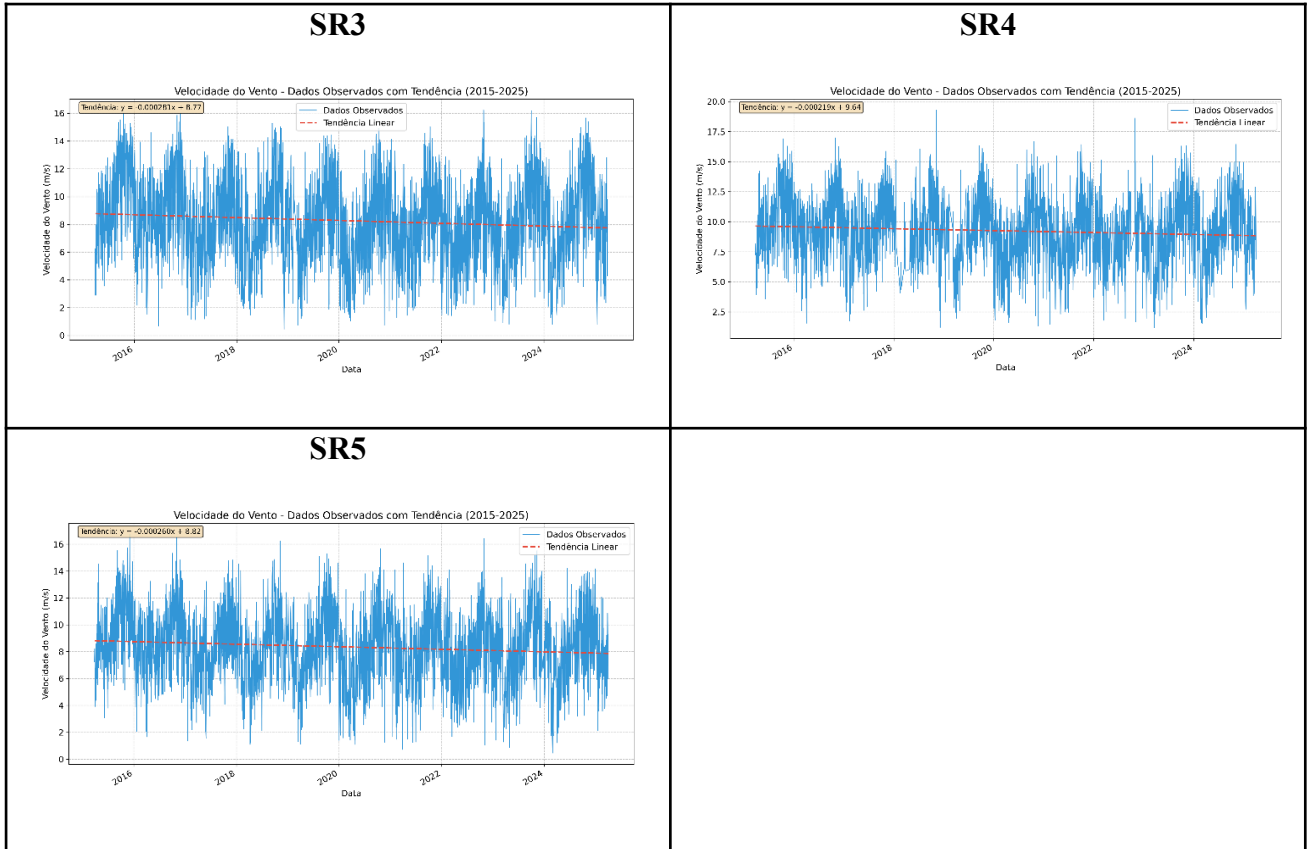 SR3
Velocidade do Vento - Dados Observados com Tendência (2015-2025)
Tendência: y = -0.000281x + 8.77
Dados Observados
Tendência Linear
16
14
12
10
8
6
4
2
0
Velocidade do Vento (m/s)
2016
2018
2020
2022
2024
Data
SR4
Velocidade do Vento - Dados Observados com Tendência (2015-2025)
Tendência: y = -0.000219x + 9.64
Dados Observados
Tendência Linear
20.0
17.5
15.0
12.5
10.0
7.5
5.0
2.5
Velocidade do Vento (m/s)
2016
2018
2020
2022
2024
Data
SR5
Velocidade do Vento - Dados Observados com Tendência (2015-2025)
Tendência: y = -0.000260x + 8.82
Dados Observados
Tendência Linear
16
14
12
10
8
6
4
2
0
Velocidade do Vento (m/s)
2016
2018
2020
2022
2024
Data